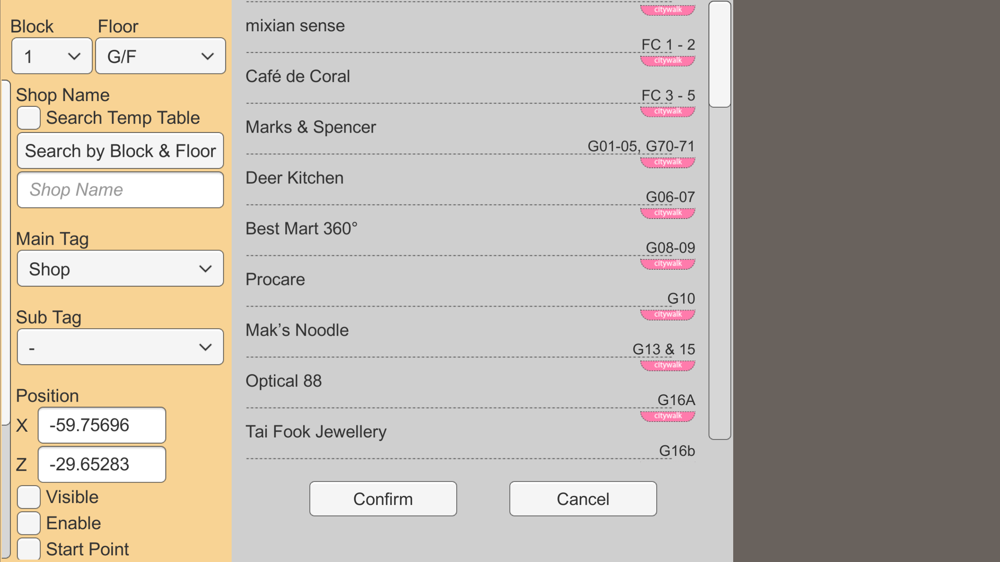 Block
Floor
1
G/F
Shop Name
Search Temp Table
Search by Block & Floor
Shop Name
Main Tag
Shop
Sub Tag
-
Position
X
-59.75696
Z
-29.65283
Visible
Enable
Start Point
citywalk
mixian sense
FC 1 - 2
citywalk
Café de Coral
FC 3 - 5
citywalk
Marks & Spencer
G01-05, G70-71
citywalk
Deer Kitchen
G06-07
citywalk
Best Mart 360°
G08-09
citywalk
Procare
G10
citywalk
Mak’s Noodle
G13 & 15
citywalk
Optical 88
G16A
citywalk
Tai Fook Jewellery
G16b
Confirm
Cancel